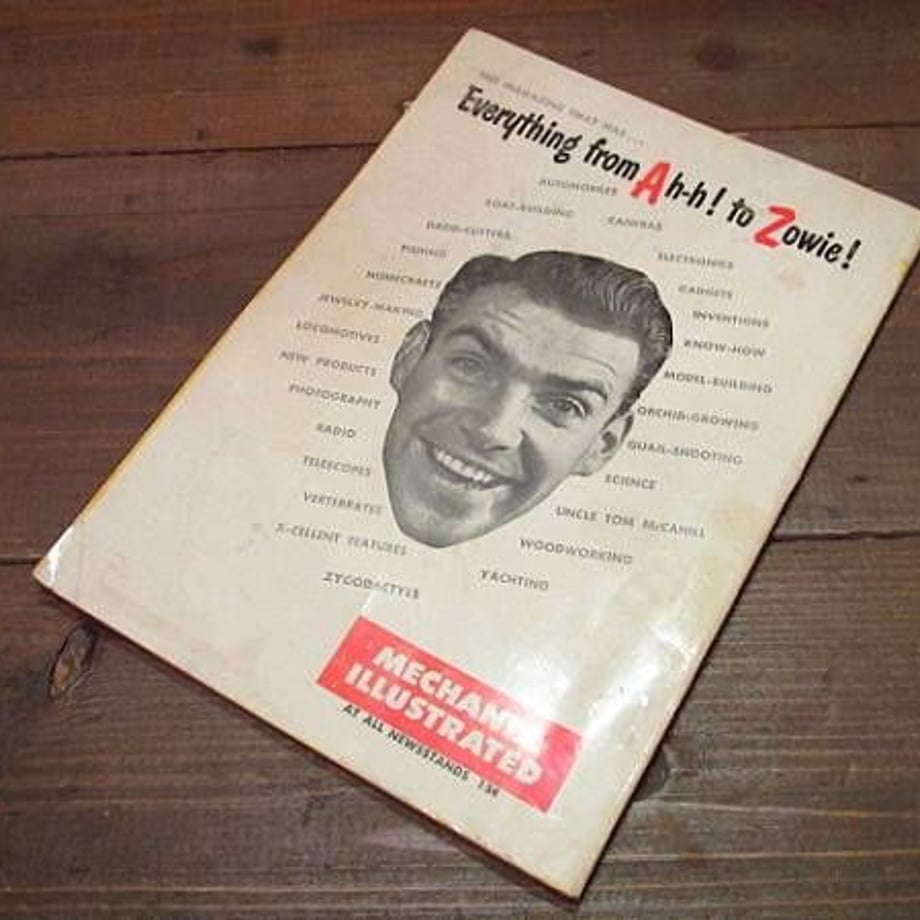 THE MAGAZINE THAT HAS . . .
Everything from Ah-h! to Zowie!
AUTOMOBILES
BOAT-BUILDING
CAMERAS
DADO-CUTTERS
ELECTRONICS
FISHING
GADGETS
HOMECRAFTS
INVENTIONS
JEWELRY-MAKING
KNOW-HOW
LOCOMOTIVES
MODEL-BUILDING
NEW PRODUCTS
ORCHID-GROWING
PHOTOGRAPHY
QUAIL-SHOOTING
RADIO
SCIENCE
TELESCOPES
UNCLE TOM McCAHILL
VERTEBRATES
WOODWORKING
X-CELLENT FEATURES
YACHTING
ZYGODACTYLS
MECHANIX
ILLUSTRATED
AT ALL NEWSSTANDS 15¢